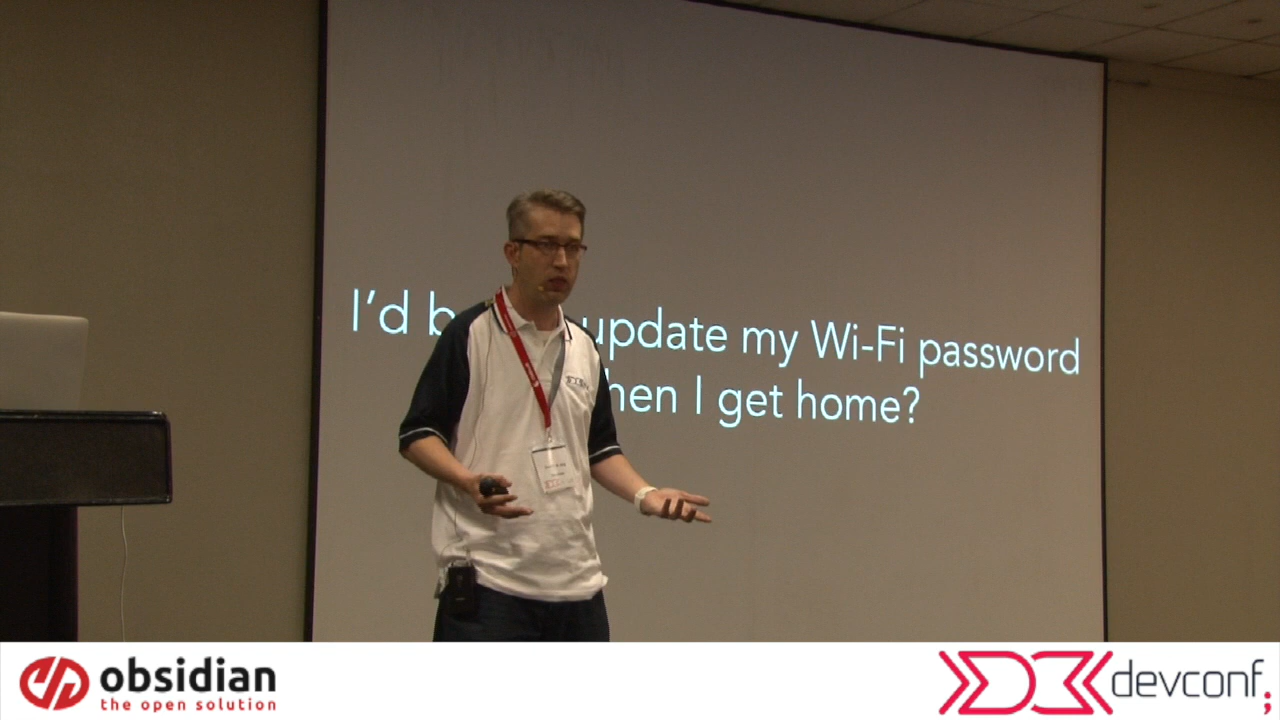 I'd b update my Wi-Fi password
hen I get home?
obsidian
the open solution
devconf;